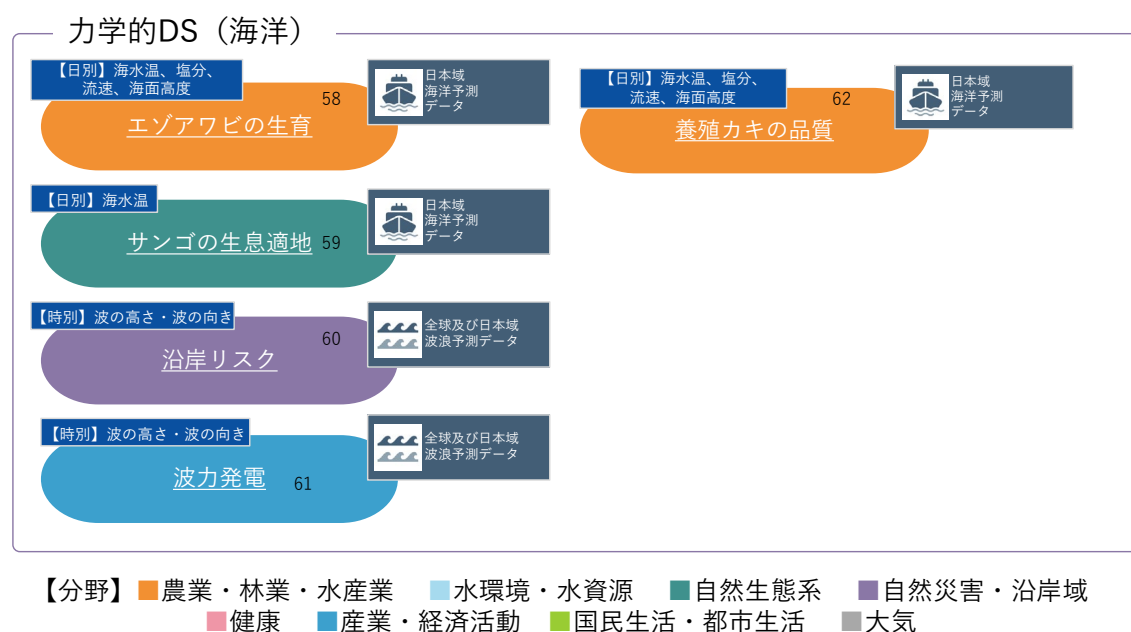 力学的DS（海洋）
【日別】海水温、塩分、
流速、海面高度
58
エゾアワビの生育
日本域
海洋予測
データ
【日別】海水温、塩分、
流速、海面高度
62
養殖カキの品質
日本域
海洋予測
データ
【日別】海水温
サンゴの生息適地
59
日本域
海洋予測
データ
【時別】波の高さ・波の向き
60
沿岸リスク
全球及び日本域
波浪予測データ
【時別】波の高さ・波の向き
波力発電
61
全球及び日本域
波浪予測データ
【分野】 農業・林業・水産業 水環境・水資源 自然生態系 自然災害・沿岸域
健康 産業・経済活動 国民生活・都市生活 大気